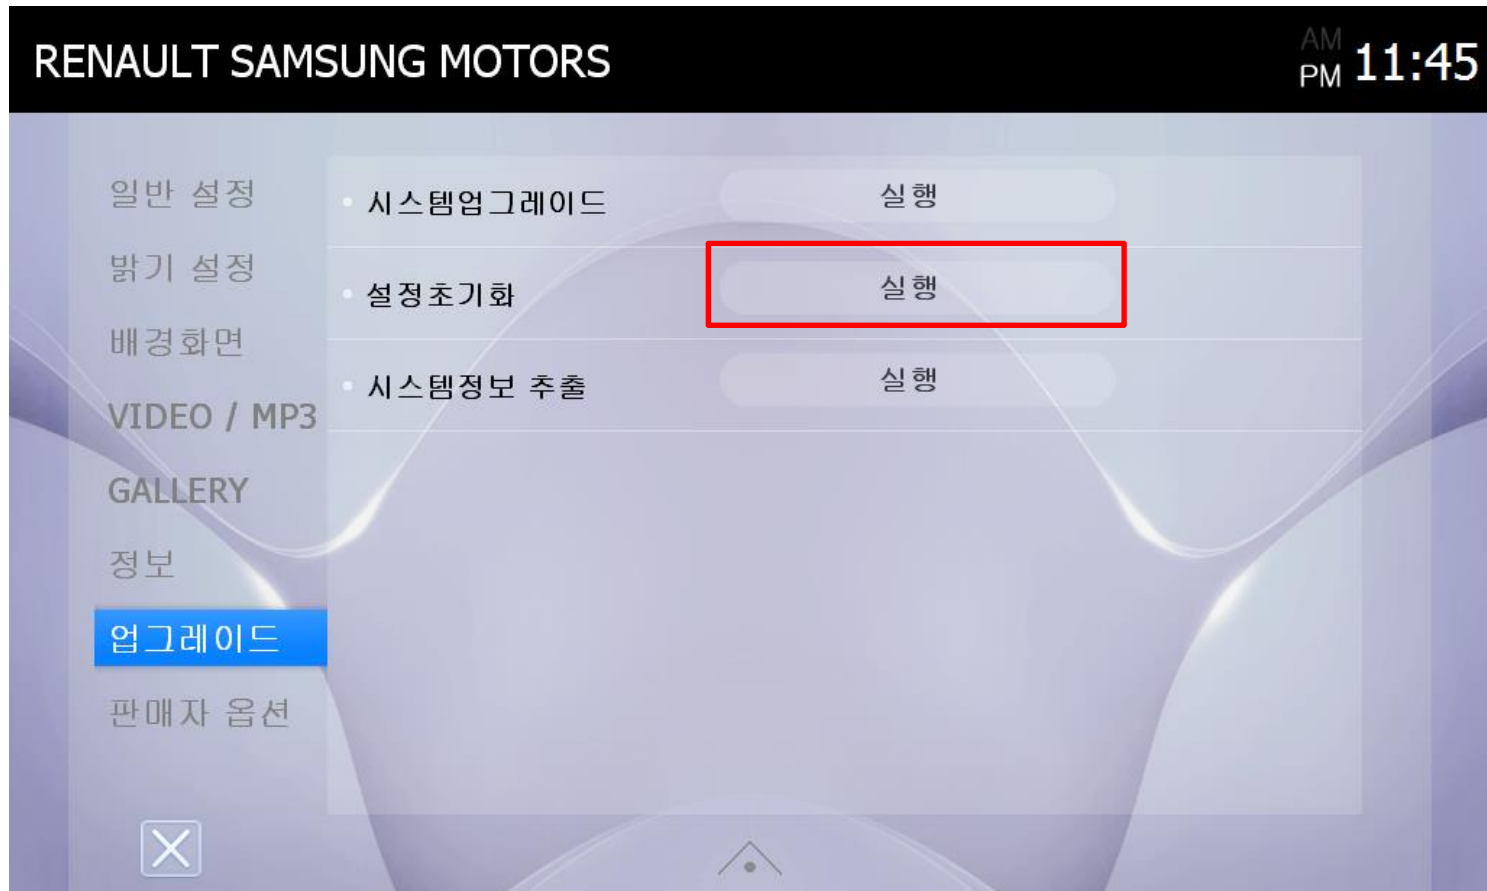 RENAULT SAMSUNG MOTORS
AM
PM 11:45
일반 설정
밝기 설정
배경화면
VIDEO / MP3
GALLERY
정보
업그레이드
판매자 옵션
시스템업그레이드 실행
설정초기화 실행
시스템정보 추출 실행